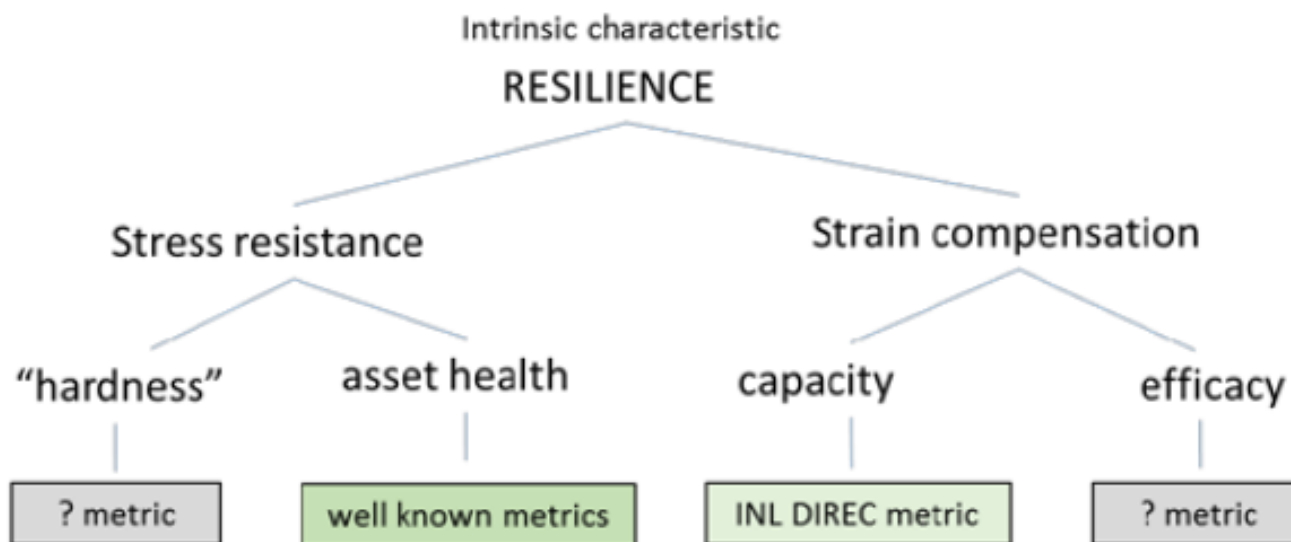 Intrinsic characteristic
RESILIENCE
Stress resistance
Strain compensation
“hardness”
asset health
capacity
efficacy
? metric
well known metrics
INL DIREC metric
? metric